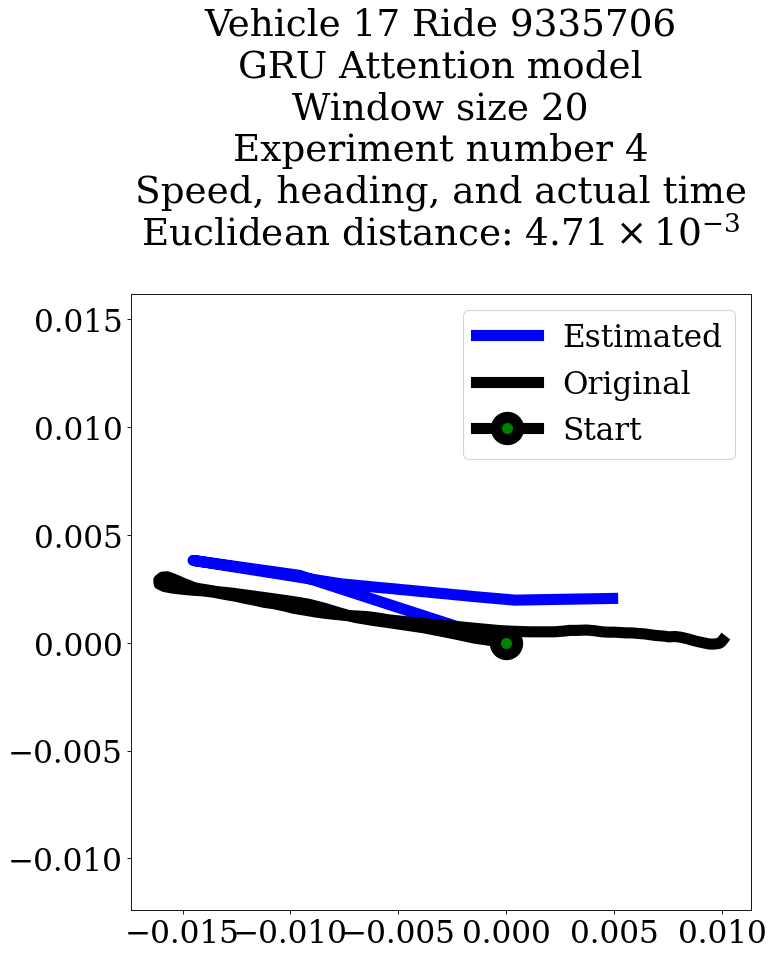 Vehicle 17 Ride 9335706
GRU Attention model
Window size 20
Experiment number 4
Speed, heading, and actual time
Euclidean distance: 4.71 × 10⁻³
Estimated
Original
Start
0.015
0.010
0.005
0.000
−0.005
−0.010
−0.015 −0.010 −0.005 0.000 0.005 0.010